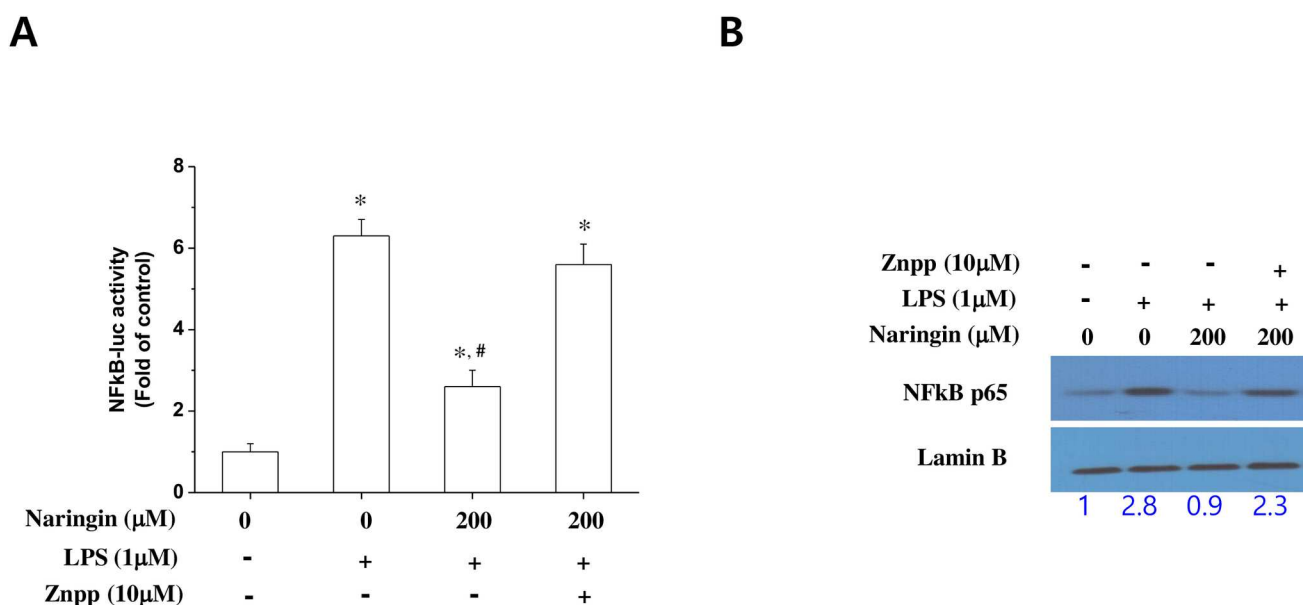 A
B
8
6
4
2
0
NFkB-luc activity
(Fold of control)
*
*, #
*
Naringin (μM) 0 0 200 200
LPS (1μM) - + + +
Znpp (10μM) - - - +
Znpp (10μM) - - - +
LPS (1μM) - + + +
Naringin (μM) 0 0 200 200
NFkB p65
Lamin B
1 2.8 0.9 2.3